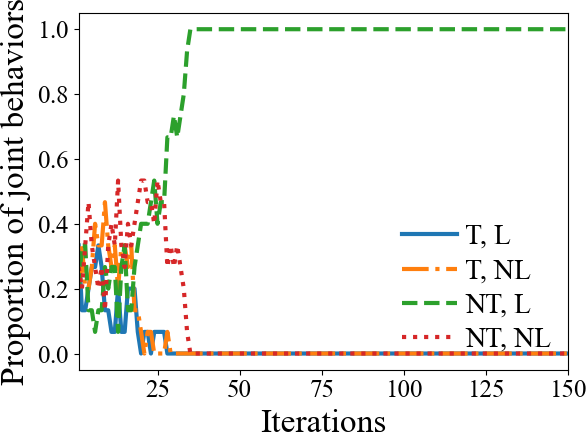 Proportion of joint behaviors
1.0
0.8
0.6
0.4
0.2
0.0
T, L
T, NL
NT, L
NT, NL
25 50 75 100 125 150
Iterations